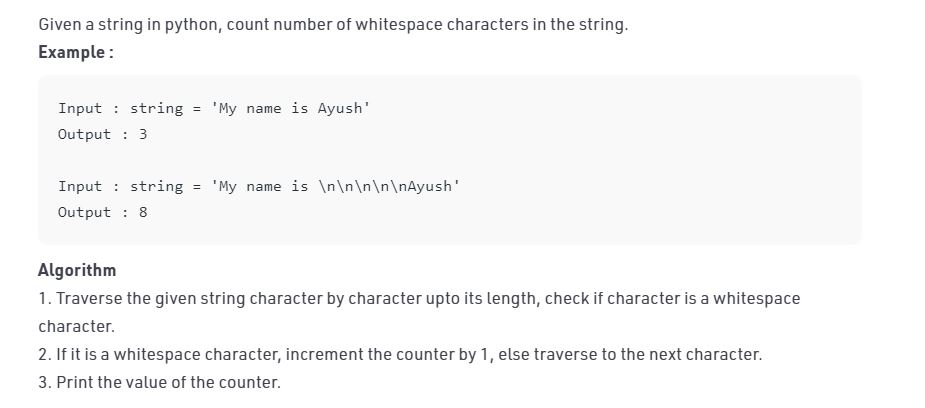 Given a string in python, count number of whitespace characters in the string.
Example :
Input : string = 'My name is Ayush'
Output : 3
Input : string = 'My name is \n\n\n\n\nAyush'
Output : 8
Algorithm
1. Traverse the given string character by character upto its length, check if character is a whitespace
character.
2. If it is a whitespace character, increment the counter by 1, else traverse to the next character.
3. Print the value of the counter.